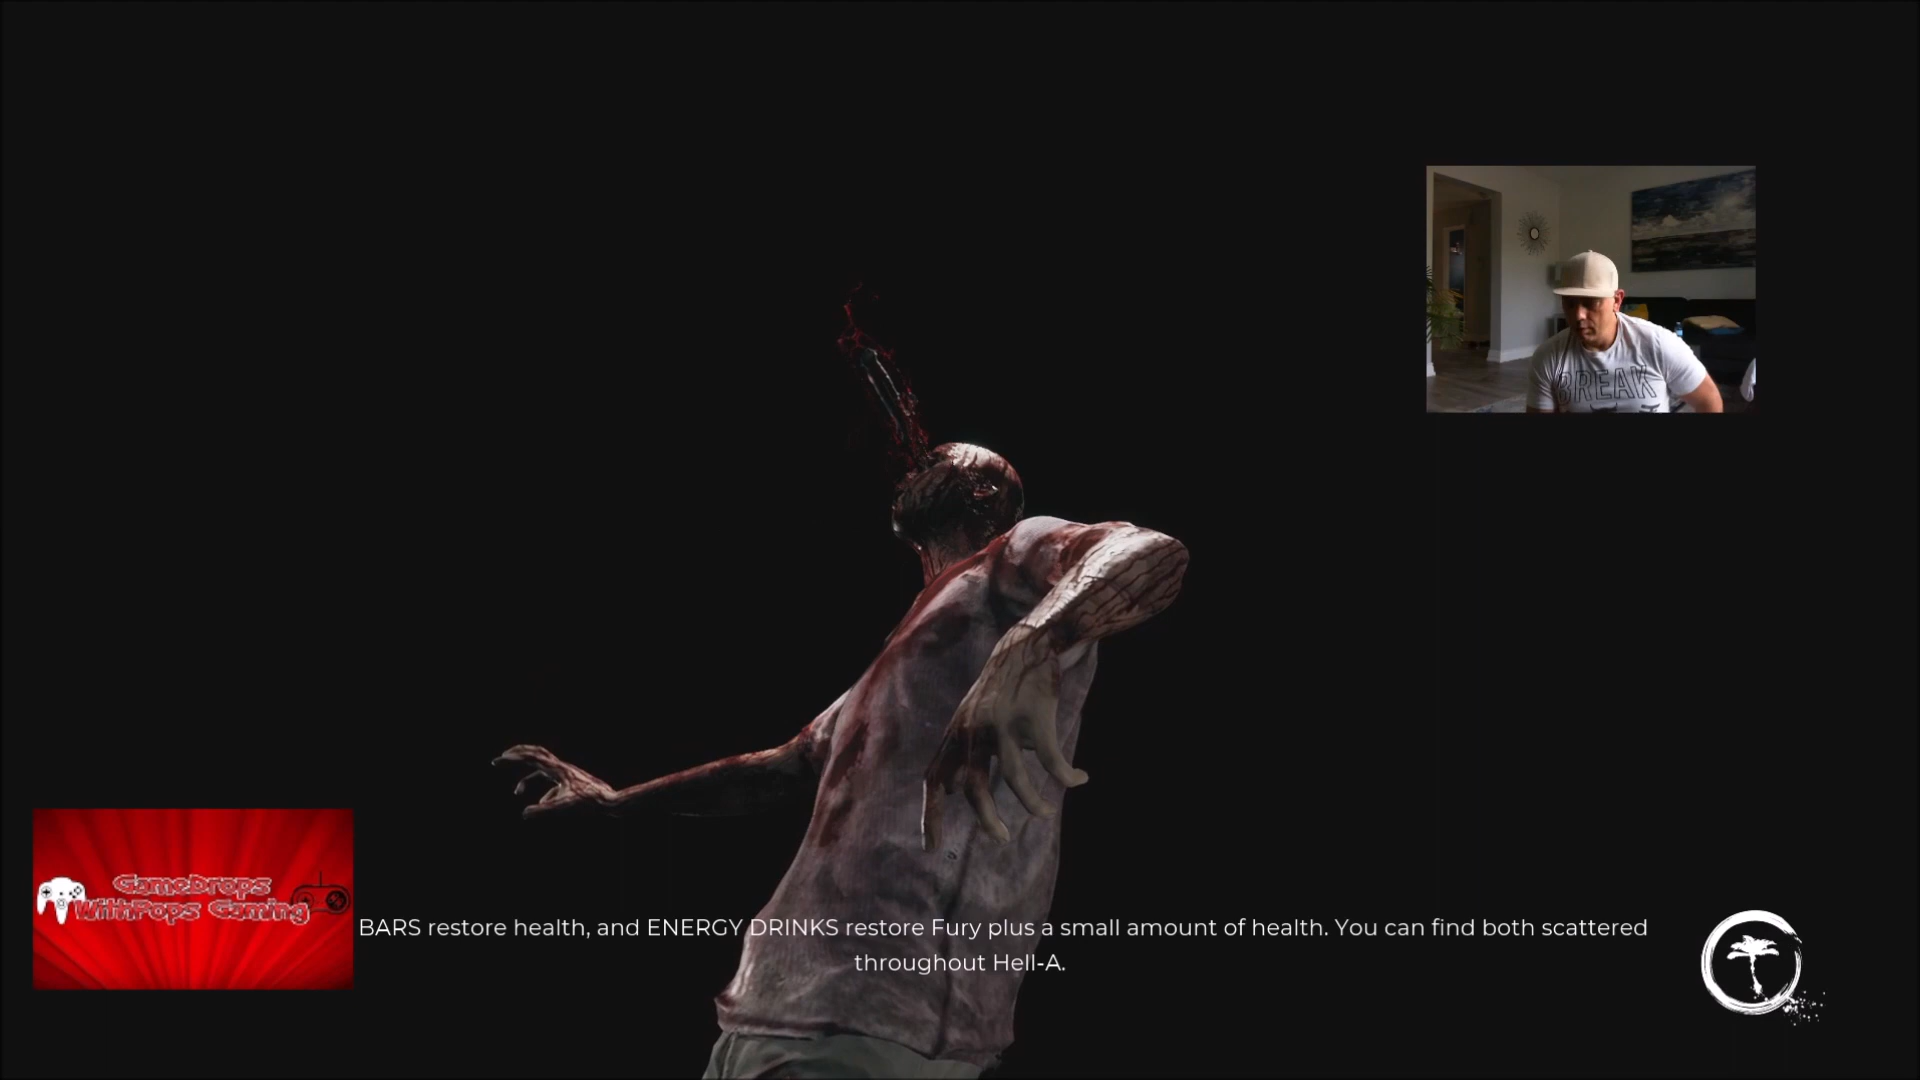 BREAK
GameDrops
WithPops Gaming
BARS restore health, and ENERGY DRINKS restore Fury plus a small amount of health. You can find both scattered
throughout Hell-A.